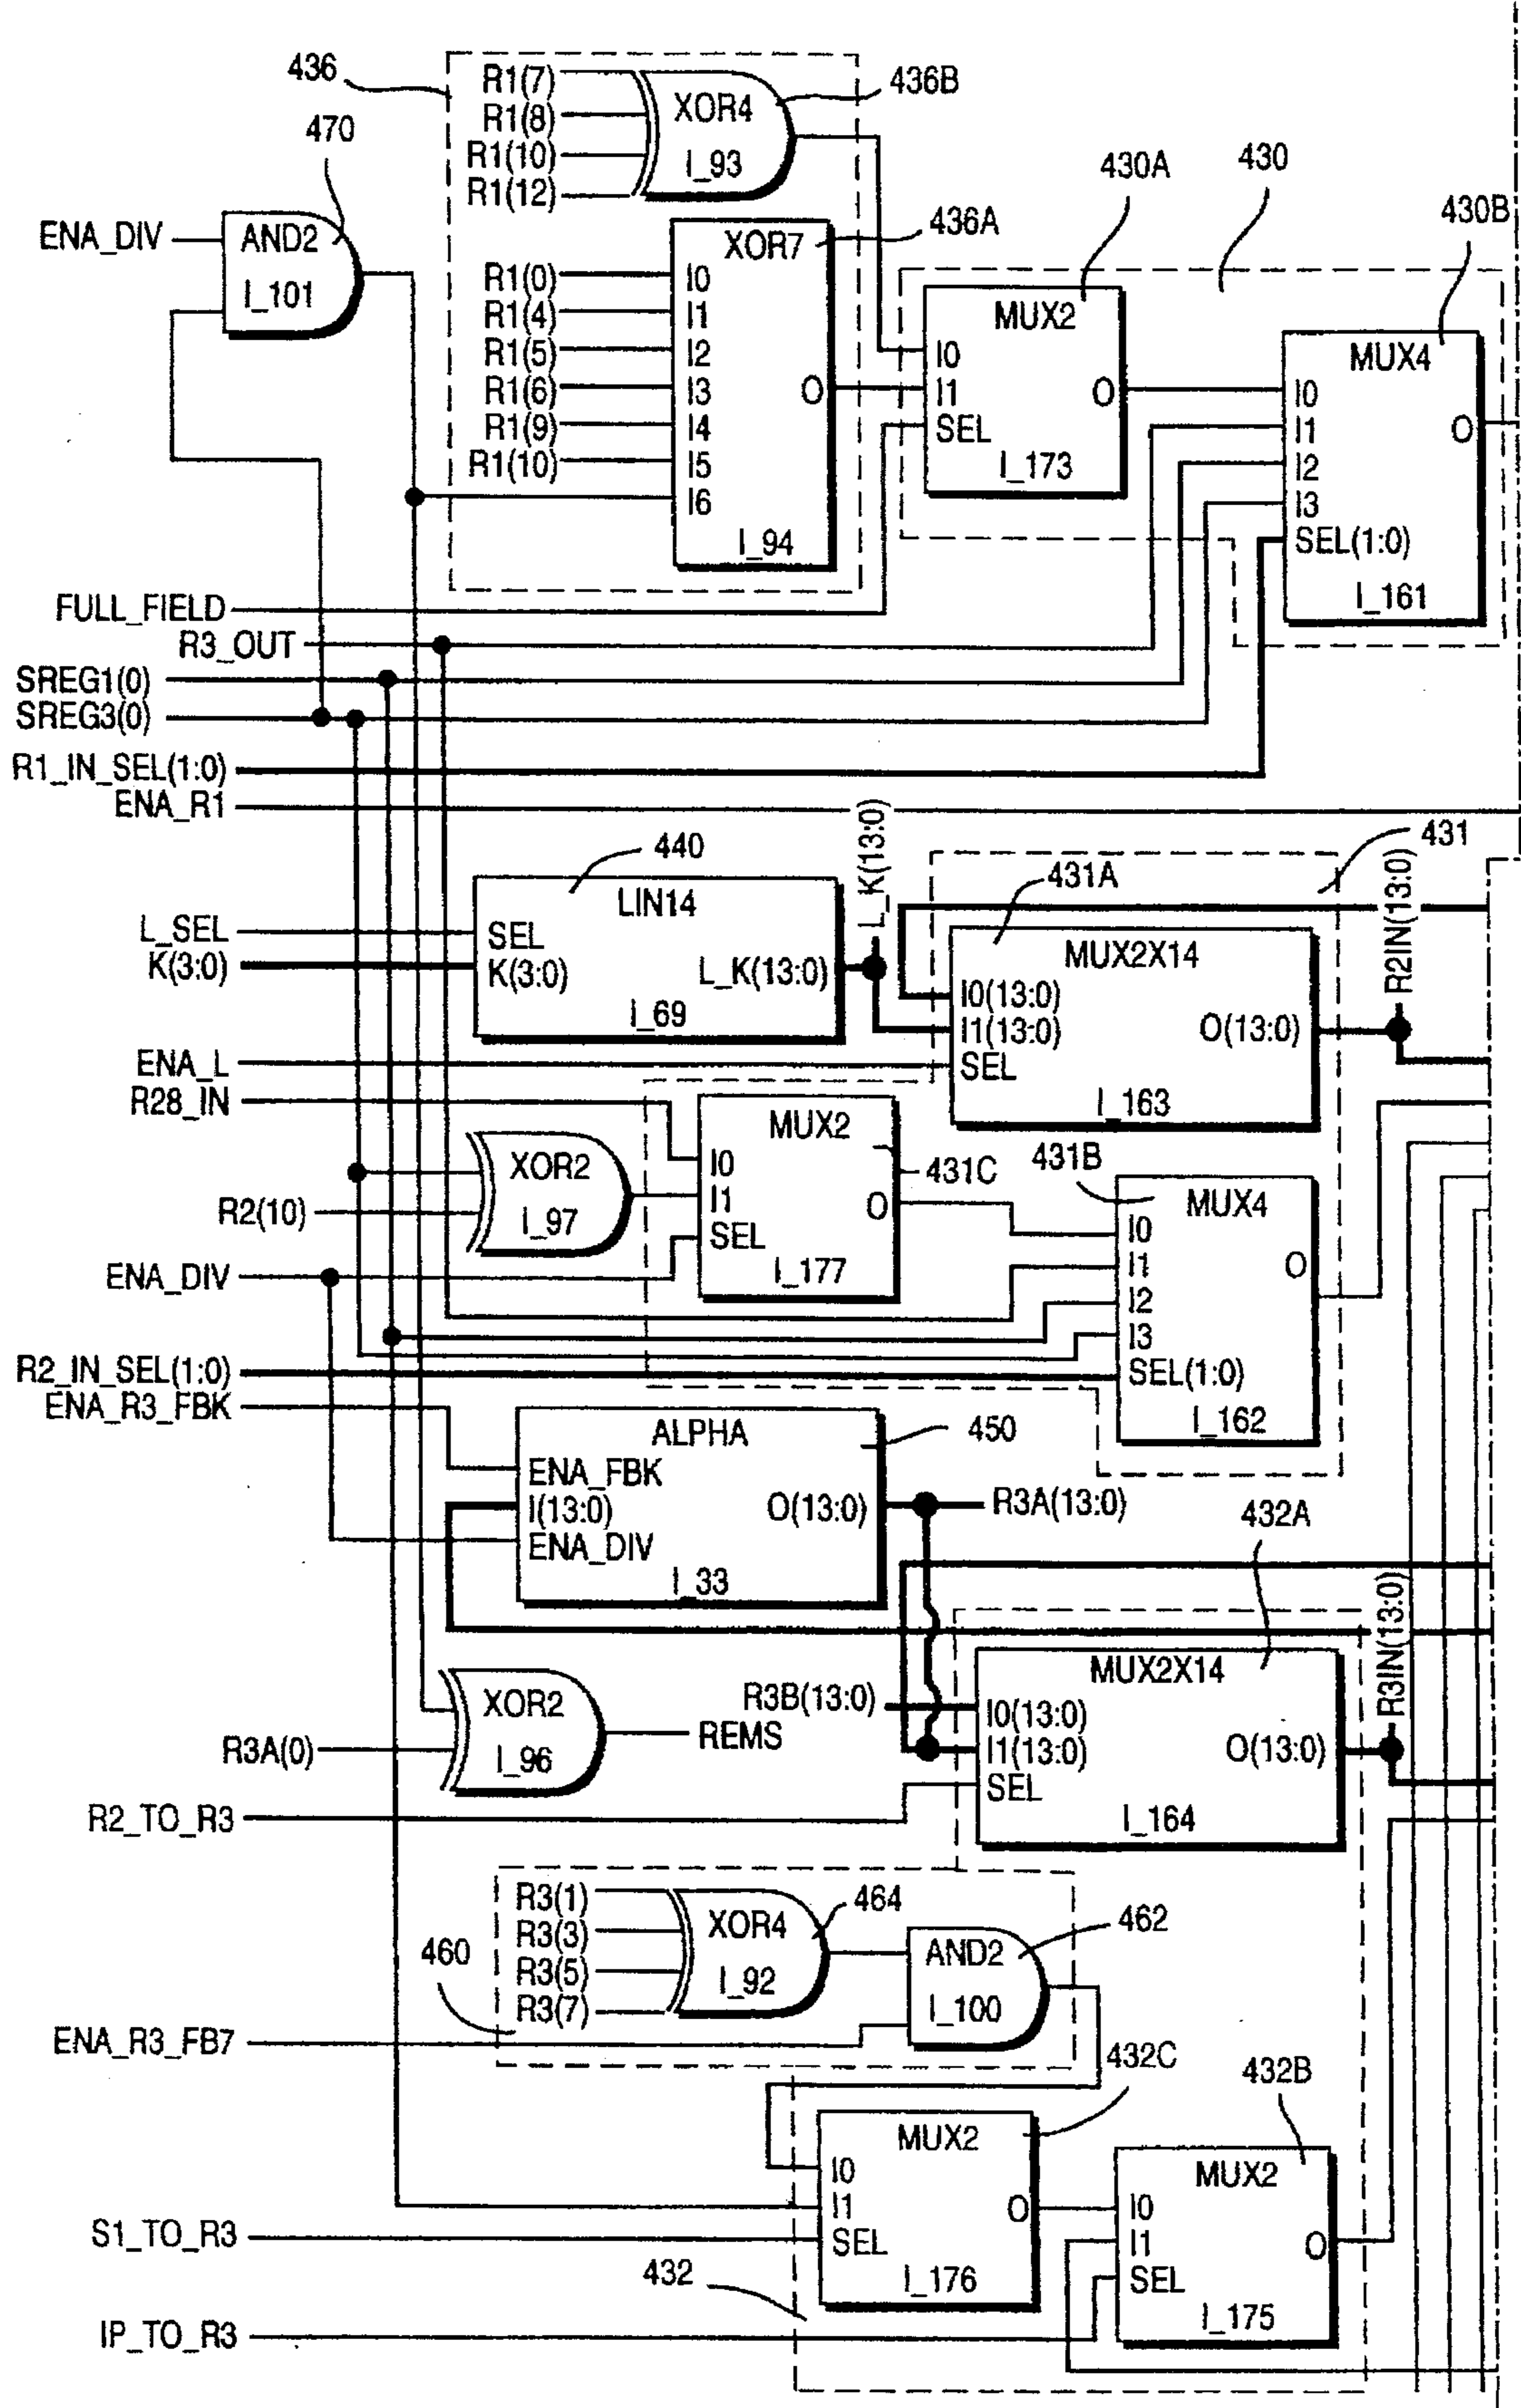 436
R1(7)
R1(8)
R1(10)
R1(12)
XOR4
I_93
436B
470
ENA_DIV
AND2
I_101
XOR7
436A
R1(0)
R1(4)
R1(5)
R1(6)
R1(9)
R1(10)
I0
I1
I2
I3
I4
I5
I6
O
I_94
430A
430
430B
MUX2
I0
I1
SEL
O
I_173
MUX4
I0
I1
I2
I3
SEL(1:0)
O
I_161
FULL_FIELD
R3_OUT
SREG1(0)
SREG3(0)
R1_IN_SEL(1:0)
ENA_R1
440
LIN14
L_SEL
K(3:0)
SEL
K(3:0)
L_K(13:0)
I_69
L_K(13:0)
431
431A
MUX2X14
I0(13:0)
I1(13:0)
SEL
O(13:0)
I_163
R2IN(13:0)
ENA_L
R28_IN
XOR2
I_97
R2(10)
ENA_DIV
MUX2
I0
I1
SEL
O
I_177
431C
431B
MUX4
I0
I1
I2
I3
SEL(1:0)
O
I_162
R2_IN_SEL(1:0)
ENA_R3_FBK
ALPHA
450
ENA_FBK
I(13:0)
ENA_DIV
O(13:0)
I_33
R3A(13:0)
432A
MUX2X14
R3B(13:0)
I0(13:0)
I1(13:0)
SEL
O(13:0)
I_164
R3IN(13:0)
XOR2
I_96
R3A(0)
REMS
R2_TO_R3
R3(1)
R3(3)
R3(5)
R3(7)
XOR4
I_92
464
AND2
I_100
462
460
ENA_R3_FB7
432C
432B
MUX2
I0
I1
SEL
O
I_176
MUX2
I0
I1
SEL
O
I_175
S1_TO_R3
432
IP_TO_R3